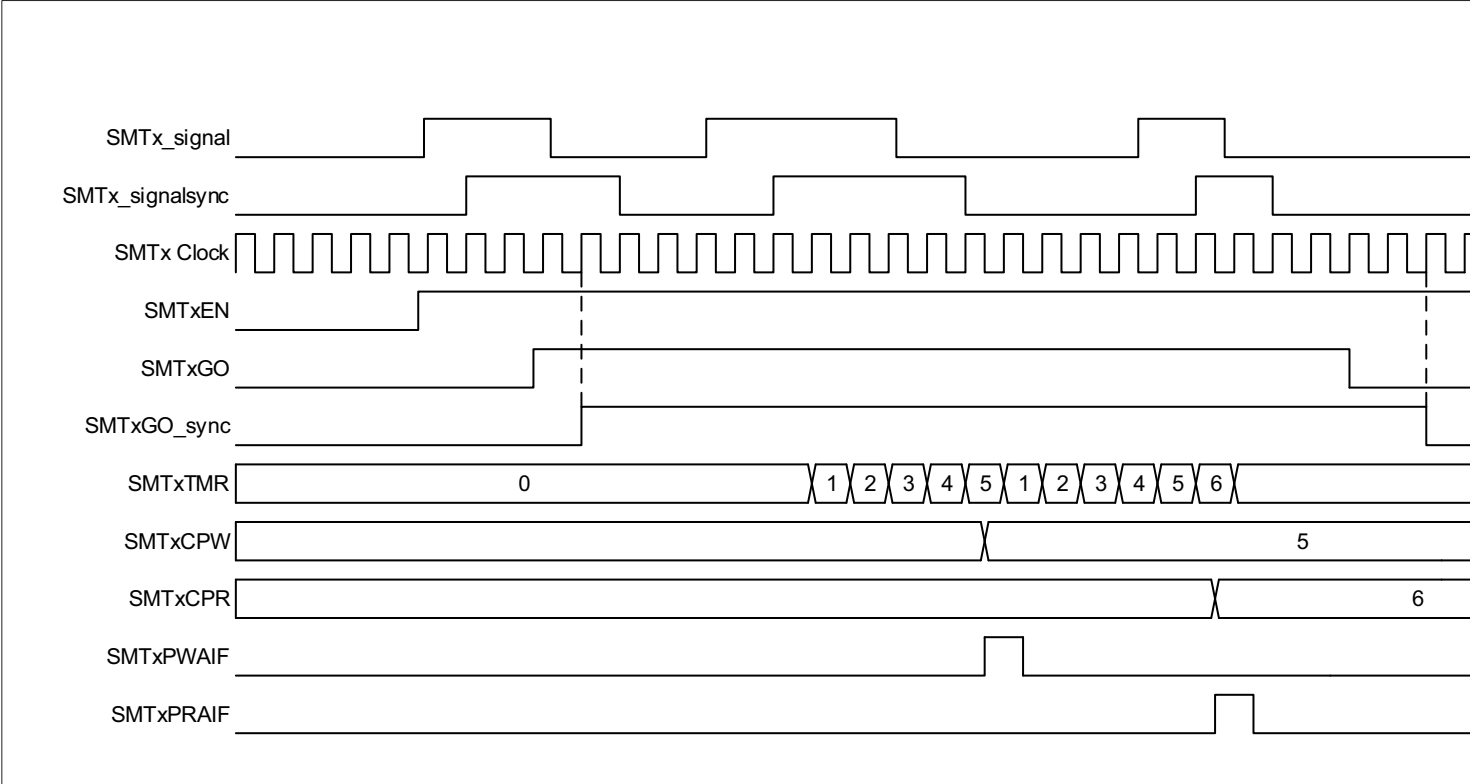 SMTx_signal
SMTx_signalsync
SMTx Clock
SMTxEN
SMTxGO
SMTxGO_sync
SMTxTMR 0 1 2 3 4 5 1 2 3 4 5 6
SMTxCPW 5
SMTxCPR 6
SMTxPWAIF
SMTxPRAIF